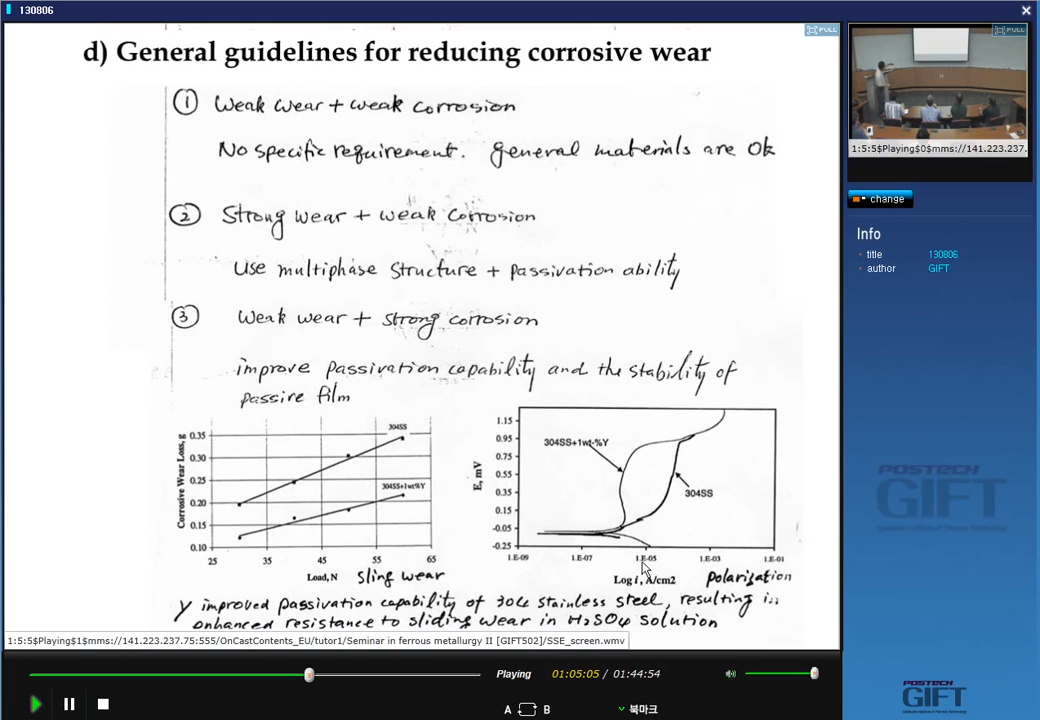 130806
d) General guidelines for reducing corrosive wear
FULL
① Weak wear + weak corrosion
No specific requirement. general materials are Ok
② Strong wear + weak corrosion
Use multiphase structure + passivation ability
③ Weak wear + strong corrosion
improve passivation capability and the stability of
passive film
Corrosive Wear Loss, g
0.35
0.30
0.25
0.20
0.15
0.10
304SS
304SS+1wt%Y
25 35 45 55 65
Load, N
Sling wear
E, mV
1.15
0.95
0.75
0.55
0.35
0.15
-0.05
-0.25
304SS+1wt-%Y
304SS
1.E-09 1.E-07 1.E-05 1.E-03 1.E-01
Log i, A/cm2
polarization
Y improved passivation capability of 304 stainless steel, resulting in
enhanced resistance to sliding wear in H2SO4 solution
1:5:5$Playing$1$mms://141.223.237.75:555/OnCastContents_EU/tutor1/Seminar in ferrous metallurgy II [GIFT502]/SSE_screen.wmv
Playing 01:05:05 / 01:44:54
A B 북마크
FULL
1:5:5$Playing$0$mms://141.223.237.
change
Info
title 130806
author GIFT
POSTECH
GIFT
POSTECH
GIFT